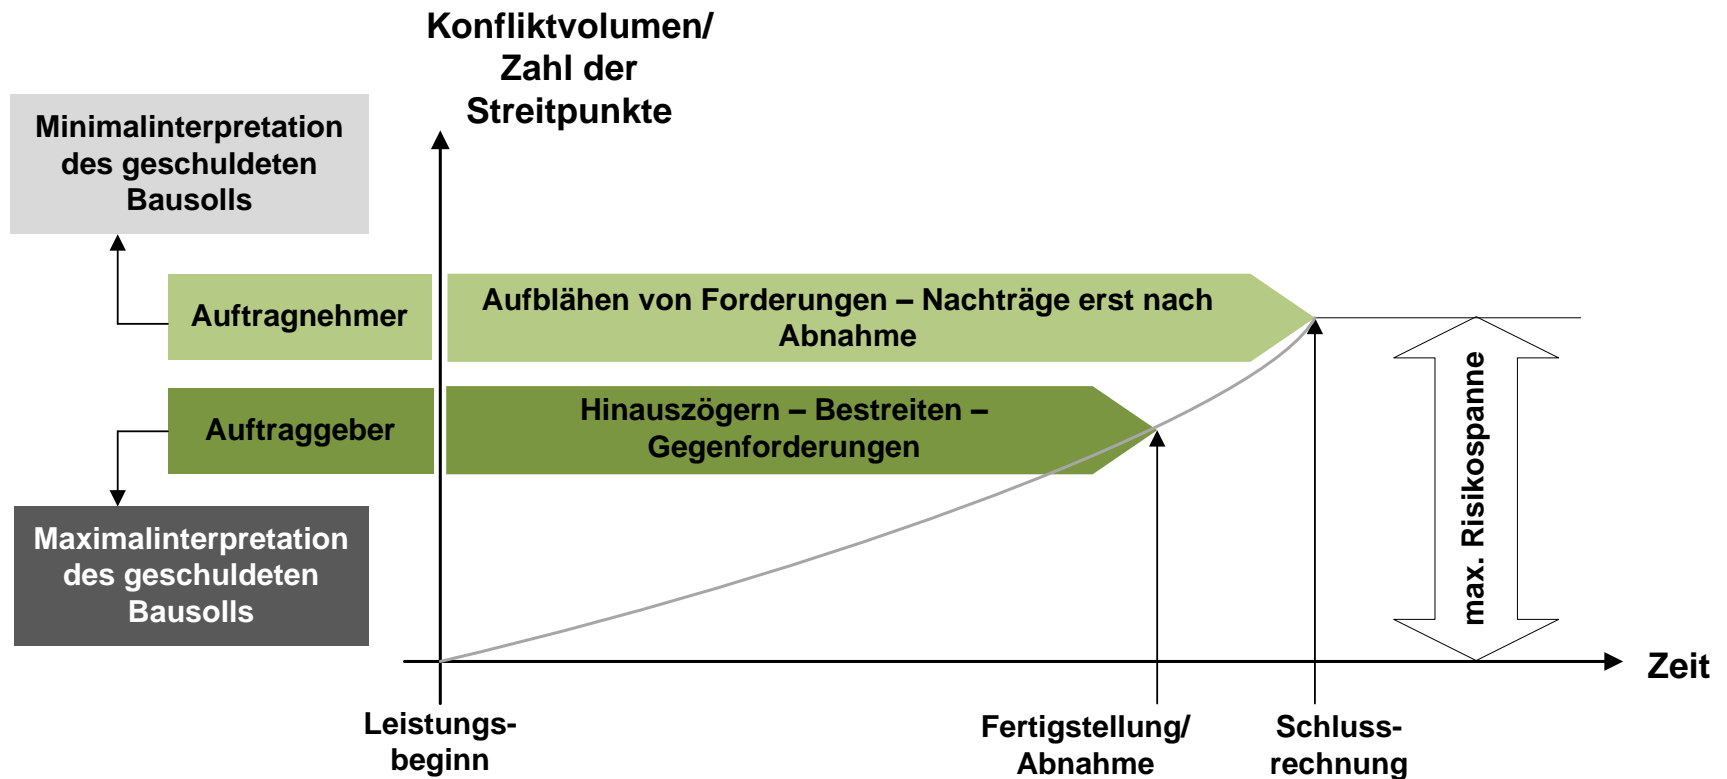 Konfliktvolumen/
Zahl der
Streitpunkte
Minimalinterpretation
des geschuldeten
Bausolls
Auftragnehmer
Aufblähen von Forderungen – Nachträge erst nach
Abnahme
Auftraggeber
Hinauszögern – Bestreiten –
Gegenforderungen
Maximalinterpretation
des geschuldeten
Bausolls
max. Risikospanne
Zeit
Leistungs-
beginn
Fertigstellung/
Abnahme
Schluss-
rechnung